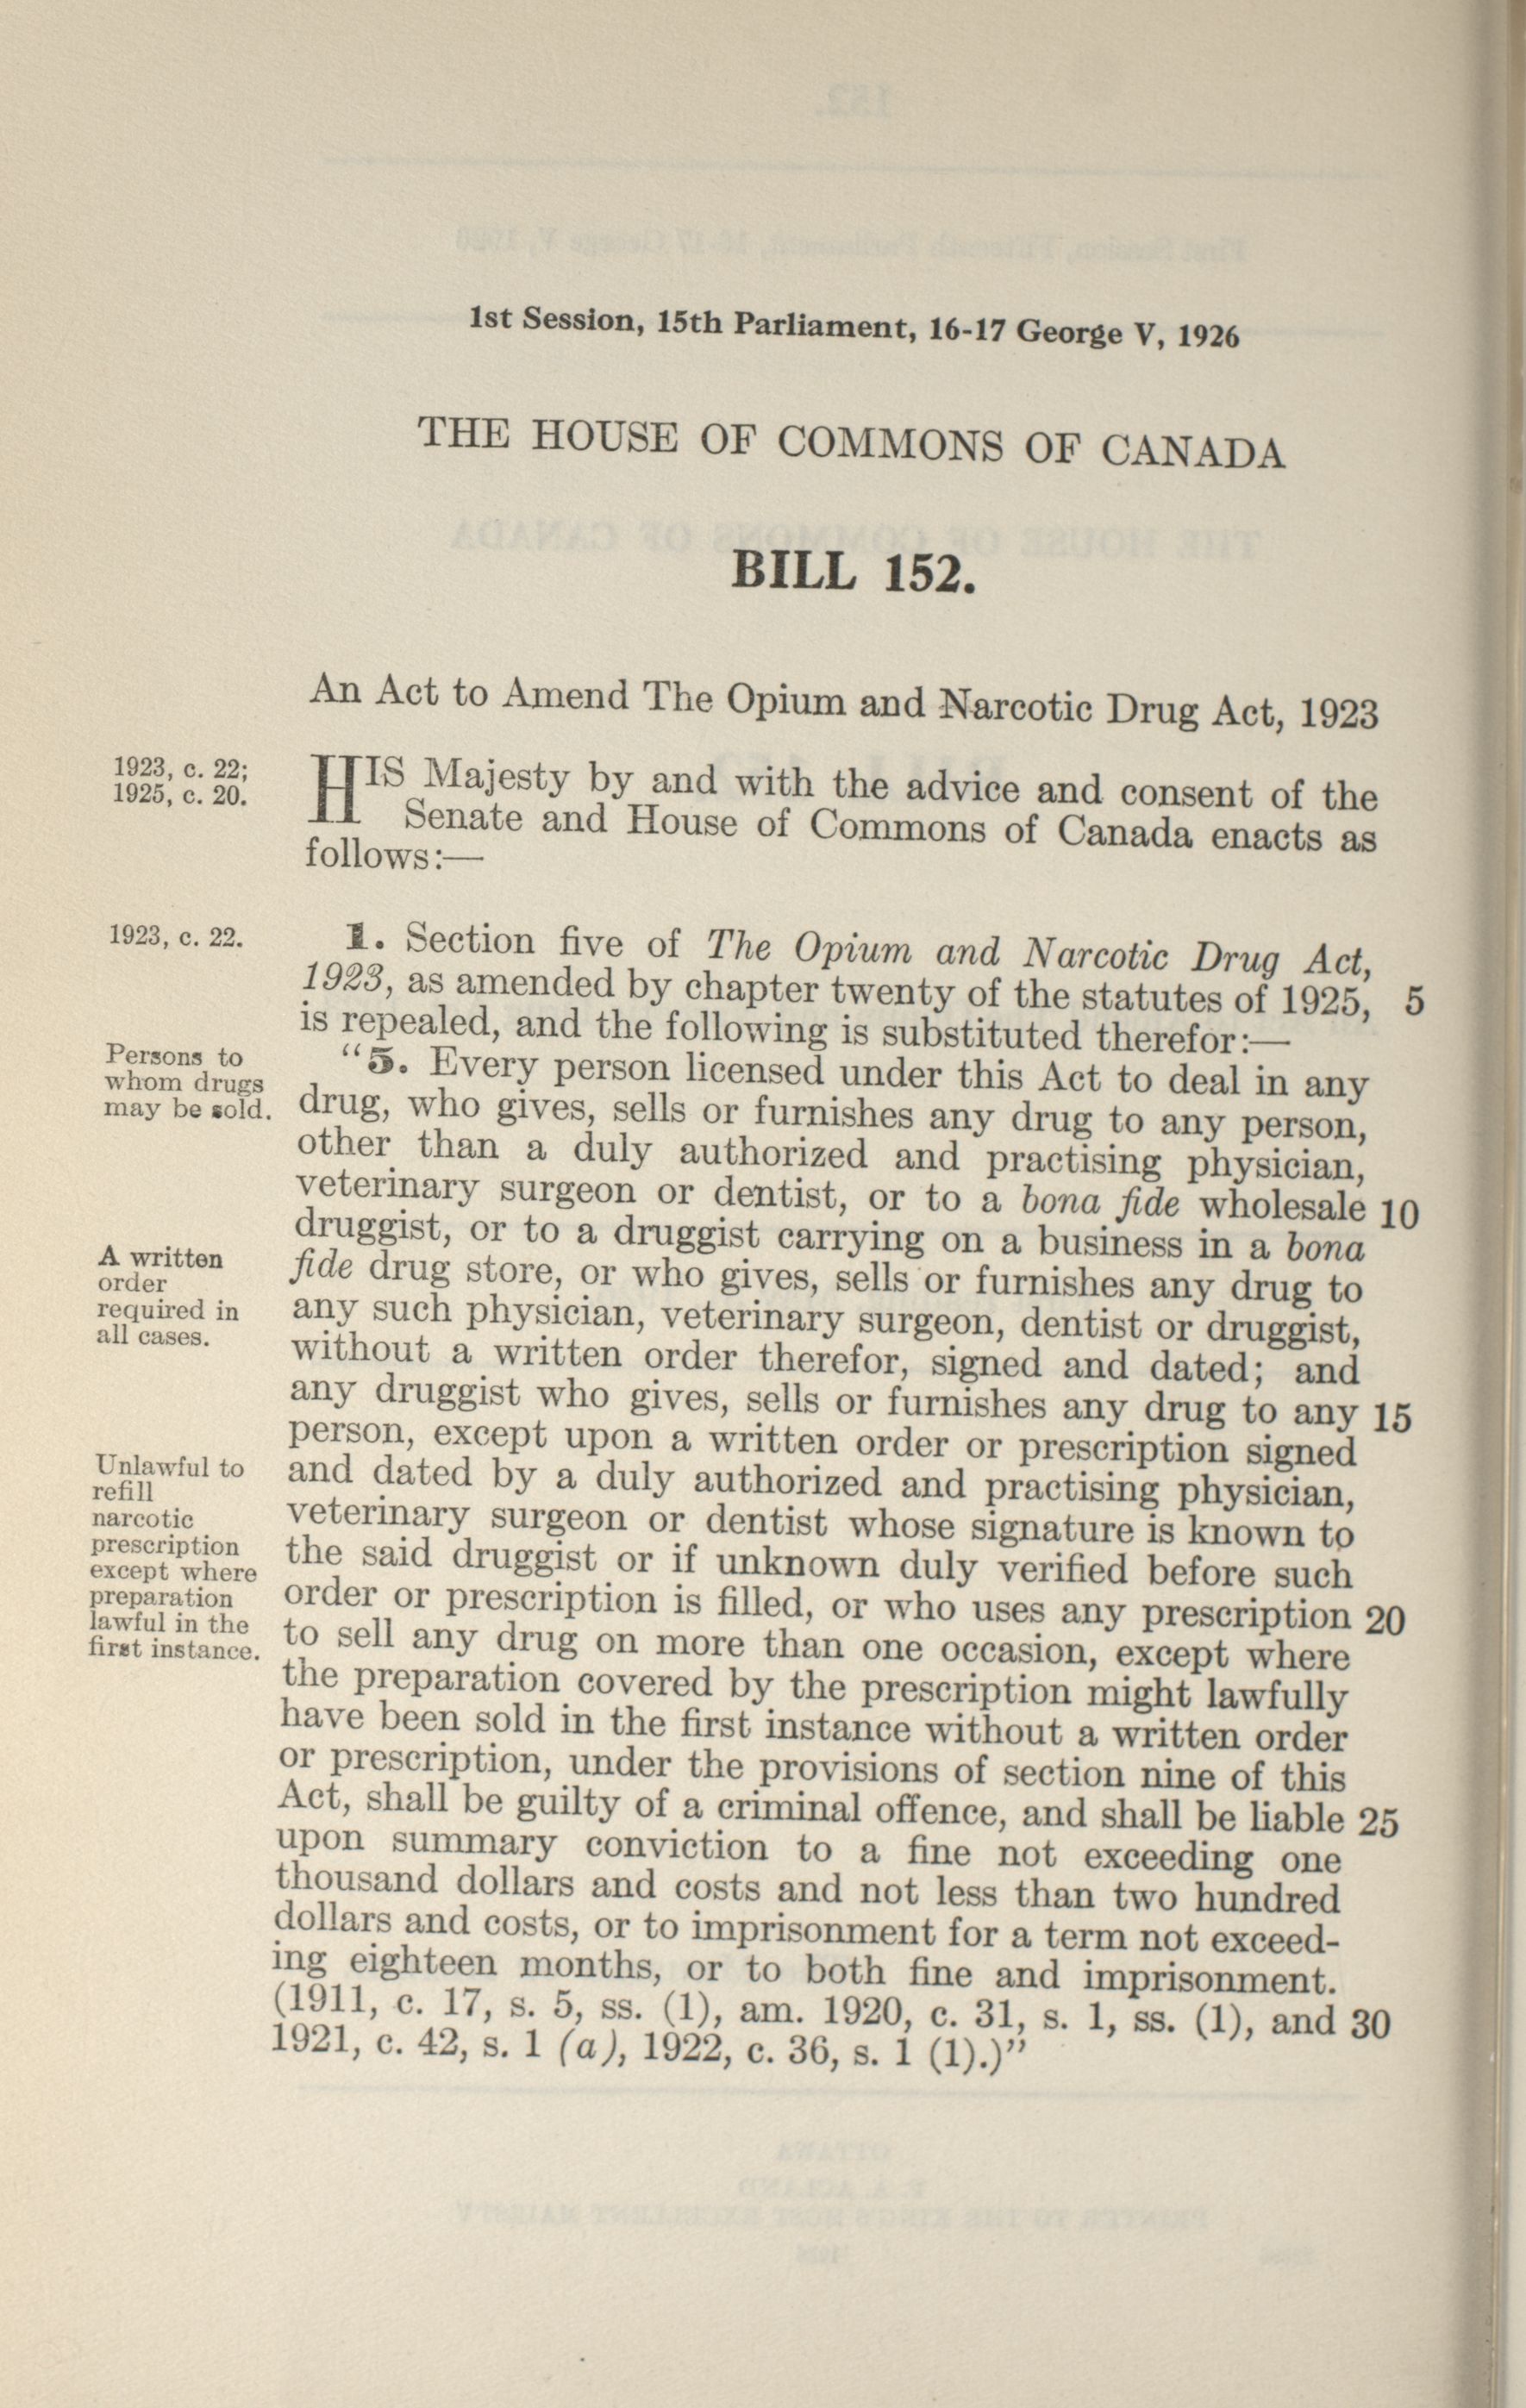 1st Session, 15th Parliament, 16-17 George V, 1926
THE HOUSE OF COMMONS OF CANADA
BILL 152.
An Act to Amend The Opium and Narcotic Drug Act, 1923
1923, c. 22;
1925, c. 20.
HIS Majesty by and with the advice and consent of the
Senate and House of Commons of Canada enacts as
follows:—
1923, c. 22.
1. Section five of The Opium and Narcotic Drug Act,
1923, as amended by chapter twenty of the statutes of 1925, 5
is repealed, and the following is substituted therefor:—
Persons to
whom drugs
may be sold.
“5. Every person licensed under this Act to deal in any
drug, who gives, sells or furnishes any drug to any person,
other than a duly authorized and practising physician,
veterinary surgeon or dentist, or to a bona fide wholesale 10
druggist, or to a druggist carrying on a business in a bona
A written
order
required in
all cases.
fide drug store, or who gives, sells or furnishes any drug to
any such physician, veterinary surgeon, dentist or druggist,
without a written order therefor, signed and dated; and
any druggist who gives, sells or furnishes any drug to any 15
person, except upon a written order or prescription signed
Unlawful to
refill
narcotic
prescription
except where
preparation
lawful in the
first instance.
and dated by a duly authorized and practising physician,
veterinary surgeon or dentist whose signature is known to
the said druggist or if unknown duly verified before such
order or prescription is filled, or who uses any prescription 20
to sell any drug on more than one occasion, except where
the preparation covered by the prescription might lawfully
have been sold in the first instance without a written order
or prescription, under the provisions of section nine of this
Act, shall be guilty of a criminal offence, and shall be liable 25
upon summary conviction to a fine not exceeding one
thousand dollars and costs and not less than two hundred
dollars and costs, or to imprisonment for a term not exceed-
ing eighteen months, or to both fine and imprisonment.
(1911, c. 17, s. 5, ss. (1), am. 1920, c. 31, s. 1, ss. (1), and 30
1921, c. 42, s. 1 (a), 1922, c. 36, s. 1 (1).)”